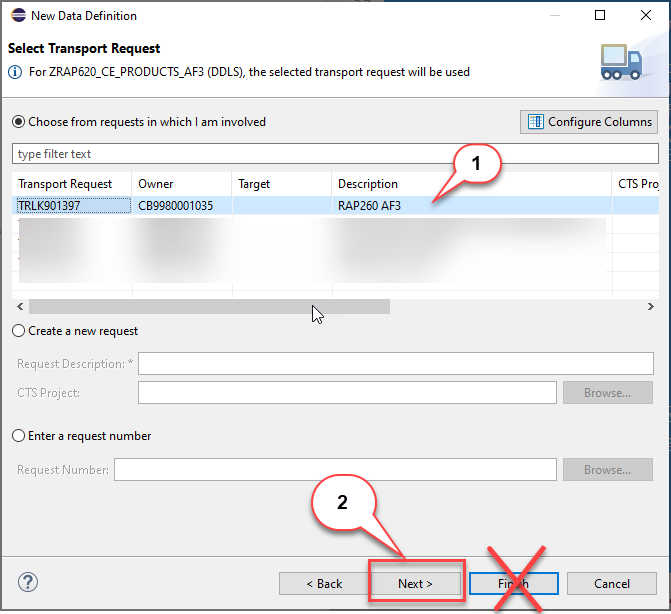 New Data Definition
Select Transport Request
For ZRAP620_CE_PRODUCTS_AF3 (DDLS), the selected transport request will be used
Choose from requests in which I am involved
Configure Columns
type filter text
1
Transport Request Owner Target Description CTS Proj
TRLK901397 CB9980001035 RAP260 AF3
Create a new request
Request Description: *
CTS Project: Browse...
Enter a request number
Request Number: Browse...
2
? < Back Next > Finish Cancel